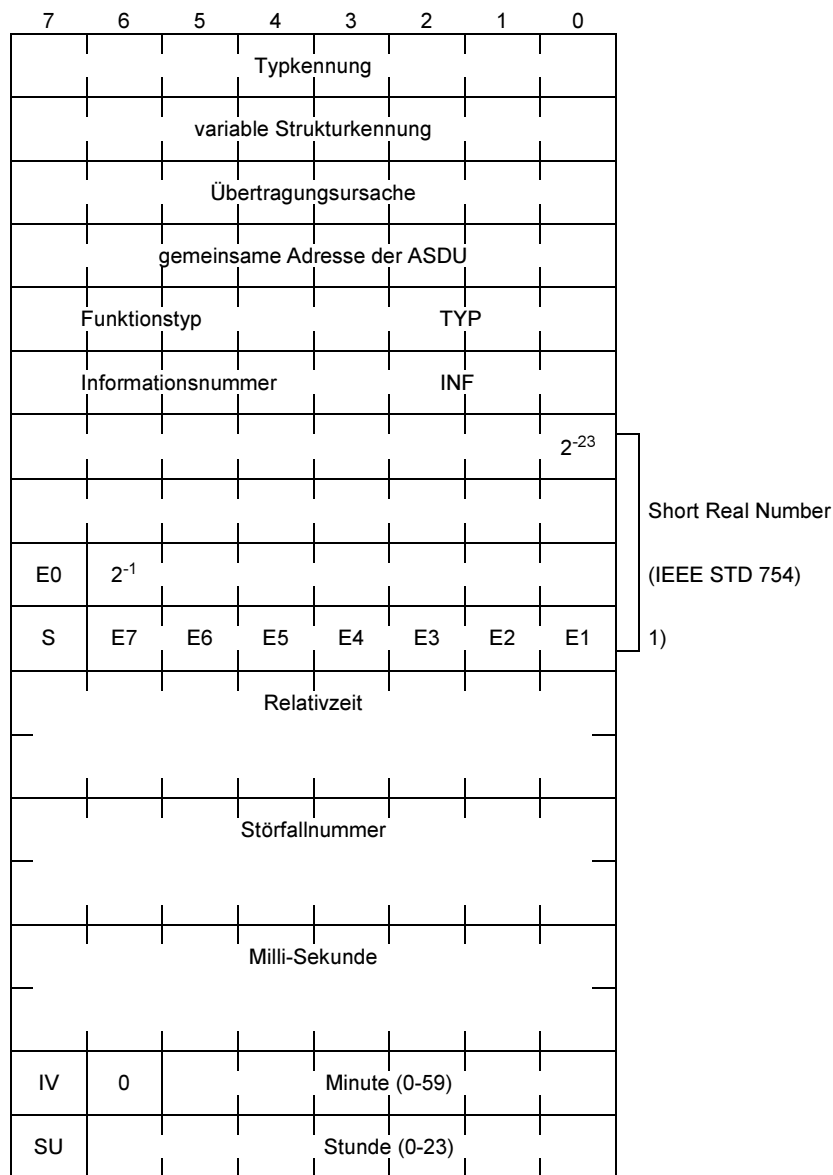 7 6 5 4 3 2 1 0
Typkennung
variable Strukturkennung
Übertragungsursache
gemeinsame Adresse der ASDU
Funktionstyp TYP
Informationsnummer INF
2⁻²³
Short Real Number
E0 2⁻¹ (IEEE STD 754)
S E7 E6 E5 E4 E3 E2 E1 1)
Relativzeit
Störfallnummer
Milli-Sekunde
IV 0 Minute (0-59)
SU Stunde (0-23)